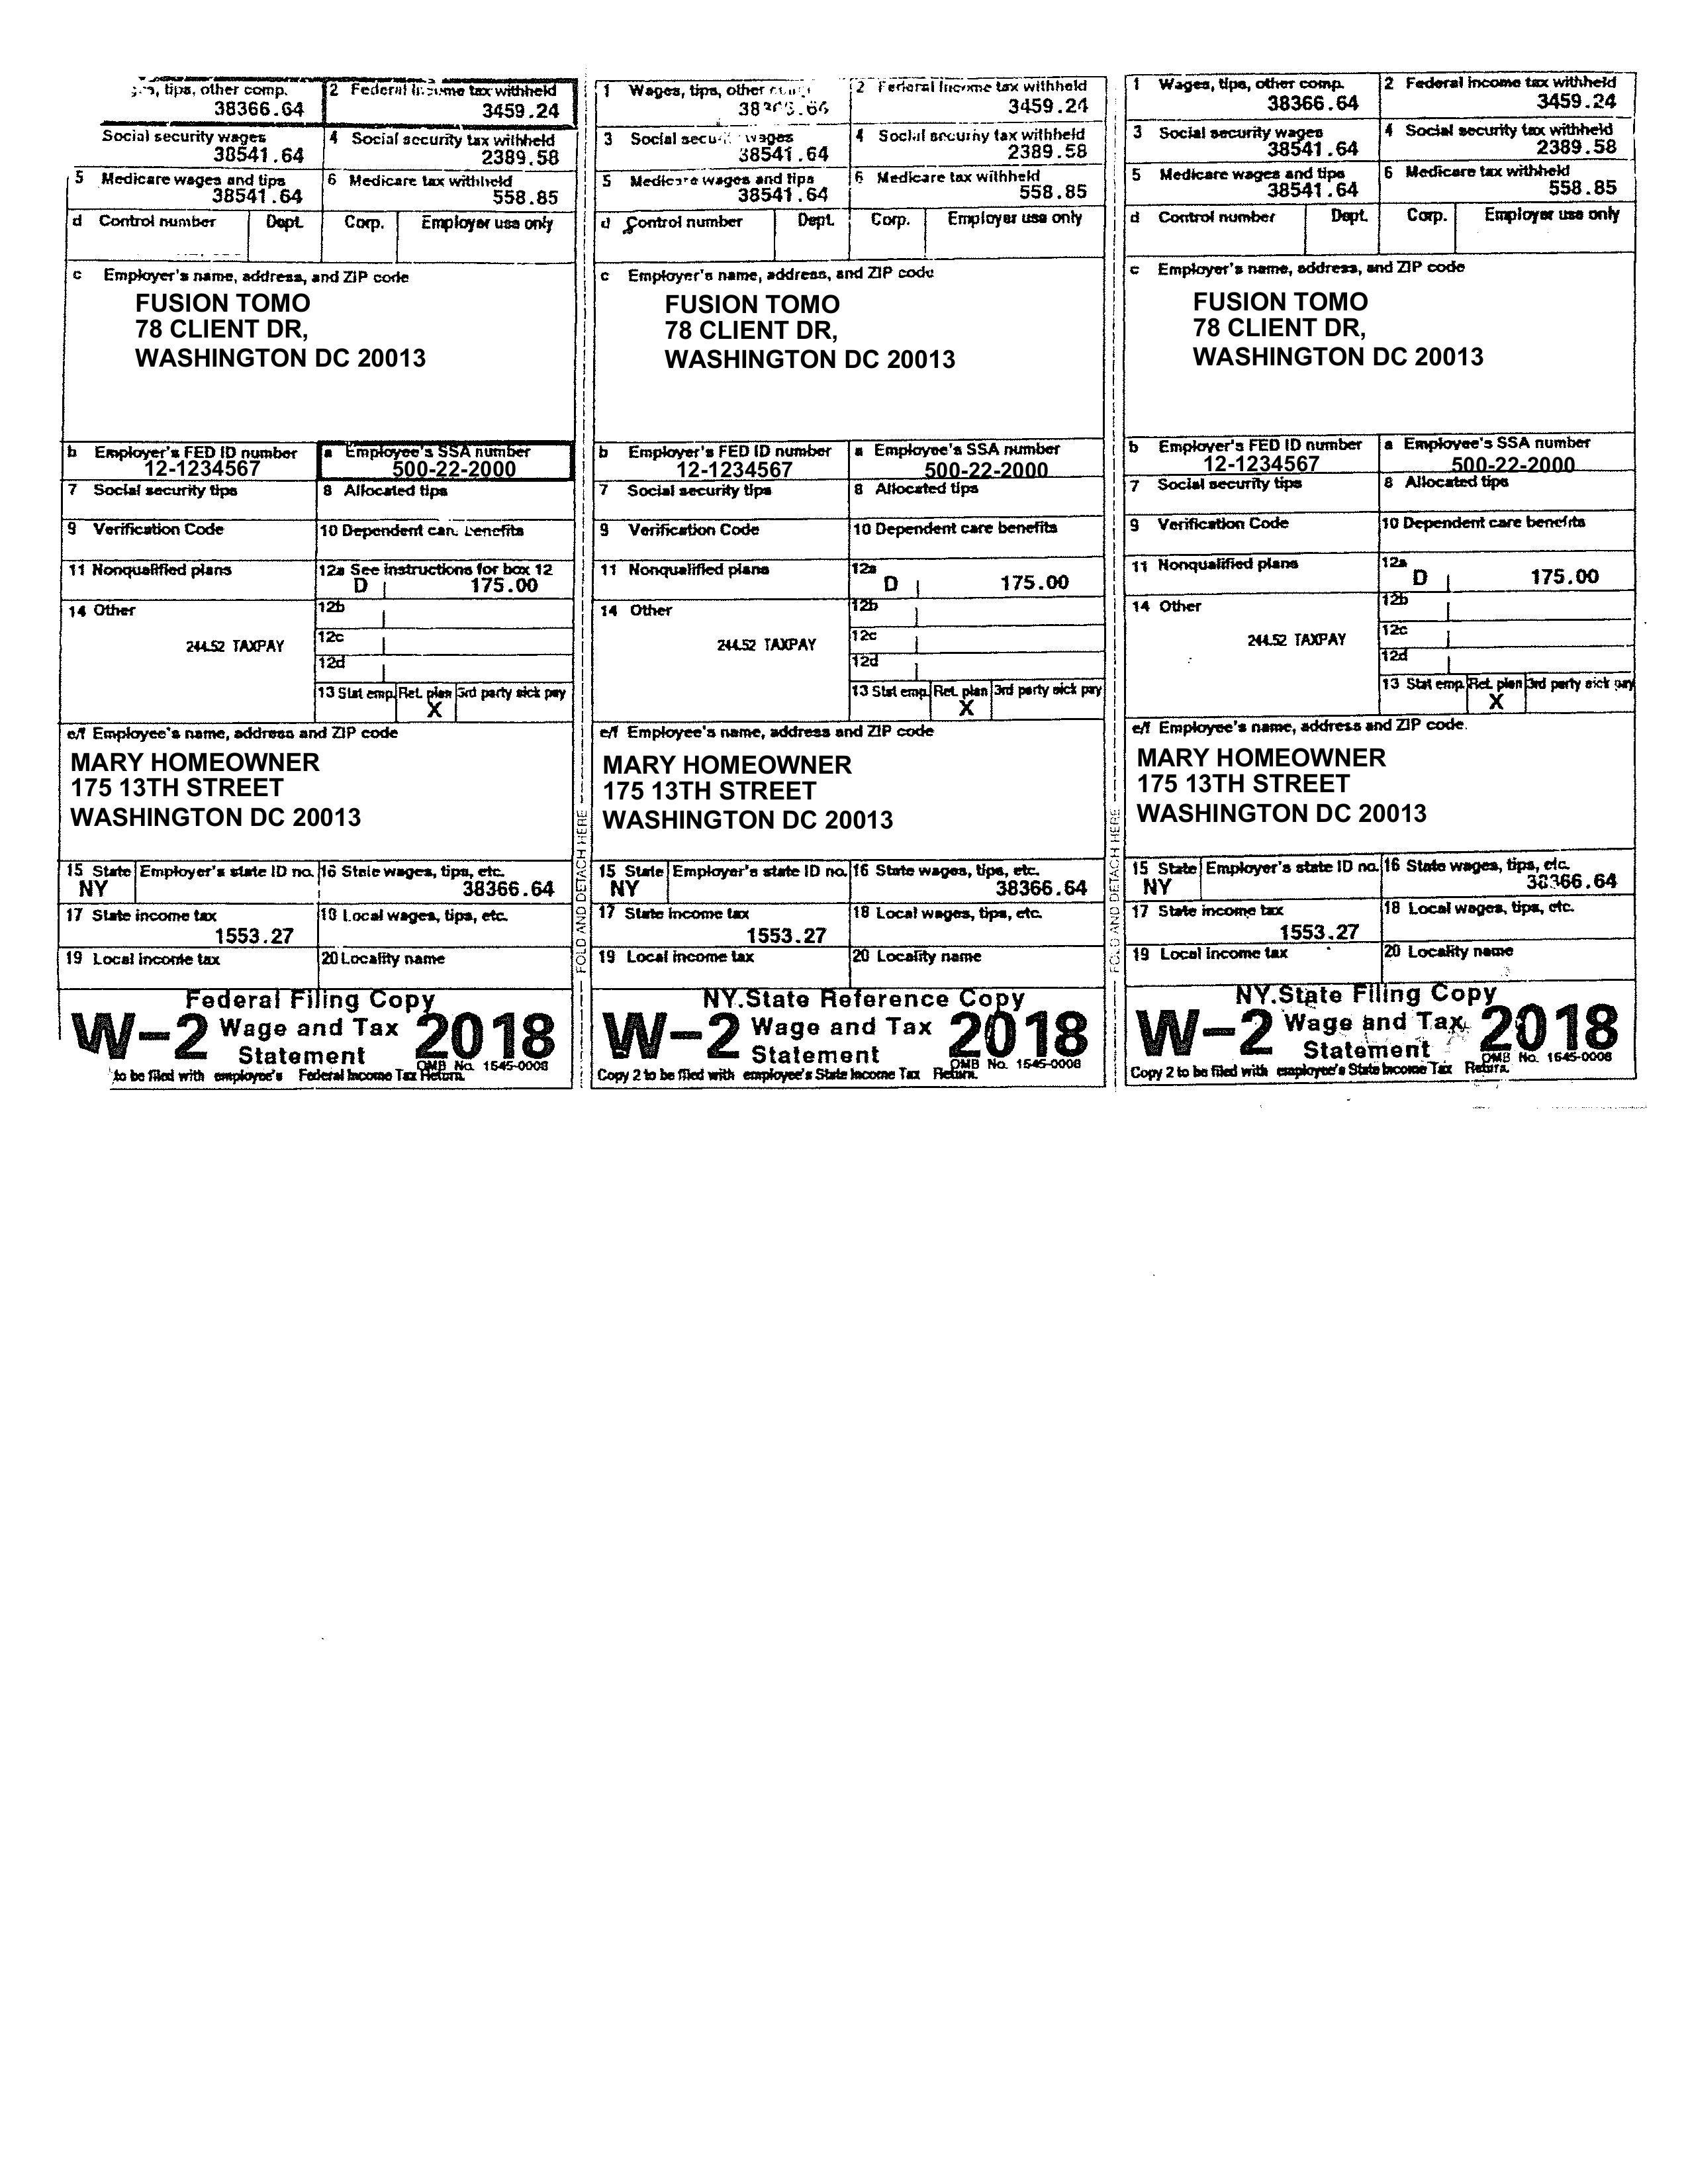 tips, other comp.
38366.64
2 Federal Income tax withheld
3459.24
Social security wages
38541.64
4 Social security tax withheld
2389.58
5 Medicare wages and tips
38541.64
6 Medicare tax withheld
558.85
d Control number
Dept.
Corp.
Employer use only
c Employer's name, address, and ZIP code
FUSION TOMO
78 CLIENT DR,
WASHINGTON DC 20013
b Employer's FED ID number
12-1234567
a Employee's SSA number
500-22-2000
7 Social security tips
8 Allocated tips
9 Verification Code
10 Dependent care benefits
11 Nonqualified plans
12a See instructions for box 12
D 175.00
14 Other
244.52 TAXPAY
12b
12c
12d
13 Stat emp. Ret. plan 3rd party sick pay
X
e/f Employee's name, address and ZIP code
MARY HOMEOWNER
175 13TH STREET
WASHINGTON DC 20013
15 State Employer's state ID no.
NY
16 State wages, tips, etc.
38366.64
17 State income tax
1553.27
18 Local wages, tips, etc.
19 Local income tax
20 Locality name
Federal Filing Copy
W-2 Wage and Tax Statement 2018
OMB No. 1545-0008
to be filed with employee's Federal Income Tax Return.
FOLD AND DETACH HERE
1 Wages, tips, other
2 Federal Income tax withheld
3459.24
3 Social wages
38541.64
4 Social security tax withheld
2389.58
5 Medicare wages and tips
38541.64
6 Medicare tax withheld
558.85
d Control number
Dept.
Corp.
Employer use only
c Employer's name, address, and ZIP code
FUSION TOMO
78 CLIENT DR,
WASHINGTON DC 20013
b Employer's FED ID number
12-1234567
a Employee's SSA number
500-22-2000
7 Social security tips
8 Allocated tips
9 Verification Code
10 Dependent care benefits
11 Nonqualified plans
12a
D 175.00
14 Other
244.52 TAXPAY
12b
12c
12d
13 Stat emp. Ret. plan 3rd party sick pay
X
e/f Employee's name, address and ZIP code
MARY HOMEOWNER
175 13TH STREET
WASHINGTON DC 20013
15 State Employer's state ID no.
NY
16 State wages, tips, etc.
38366.64
17 State income tax
1553.27
18 Local wages, tips, etc.
19 Local income tax
20 Locality name
NY.State Reference Copy
W-2 Wage and Tax Statement 2018
OMB No. 1545-0008
Copy 2 to be filed with employee's State Income Tax Return.
FOLD AND DETACH HERE
1 Wages, tips, other comp.
38366.64
2 Federal income tax withheld
3459.24
3 Social security wages
38541.64
4 Social security tax withheld
2389.58
5 Medicare wages and tips
38541.64
6 Medicare tax withheld
558.85
d Control number
Dept.
Corp.
Employer use only
c Employer's name, address, and ZIP code
FUSION TOMO
78 CLIENT DR,
WASHINGTON DC 20013
b Employer's FED ID number
12-1234567
a Employee's SSA number
500-22-2000
7 Social security tips
8 Allocated tips
9 Verification Code
10 Dependent care benefits
11 Nonqualified plans
12a
D 175.00
14 Other
244.52 TAXPAY
12b
12c
12d
13 Stat emp. Ret. plan 3rd party sick pay
X
e/f Employee's name, address and ZIP code.
MARY HOMEOWNER
175 13TH STREET
WASHINGTON DC 20013
15 State Employer's state ID no.
NY
16 State wages, tips, etc.
38366.64
17 State income tax
1553.27
18 Local wages, tips, etc.
19 Local income tax
20 Locality name
NY.State Filing Copy
W-2 Wage and Tax Statement 2018
OMB No. 1545-0008
Copy 2 to be filed with employee's State Income Tax Return.